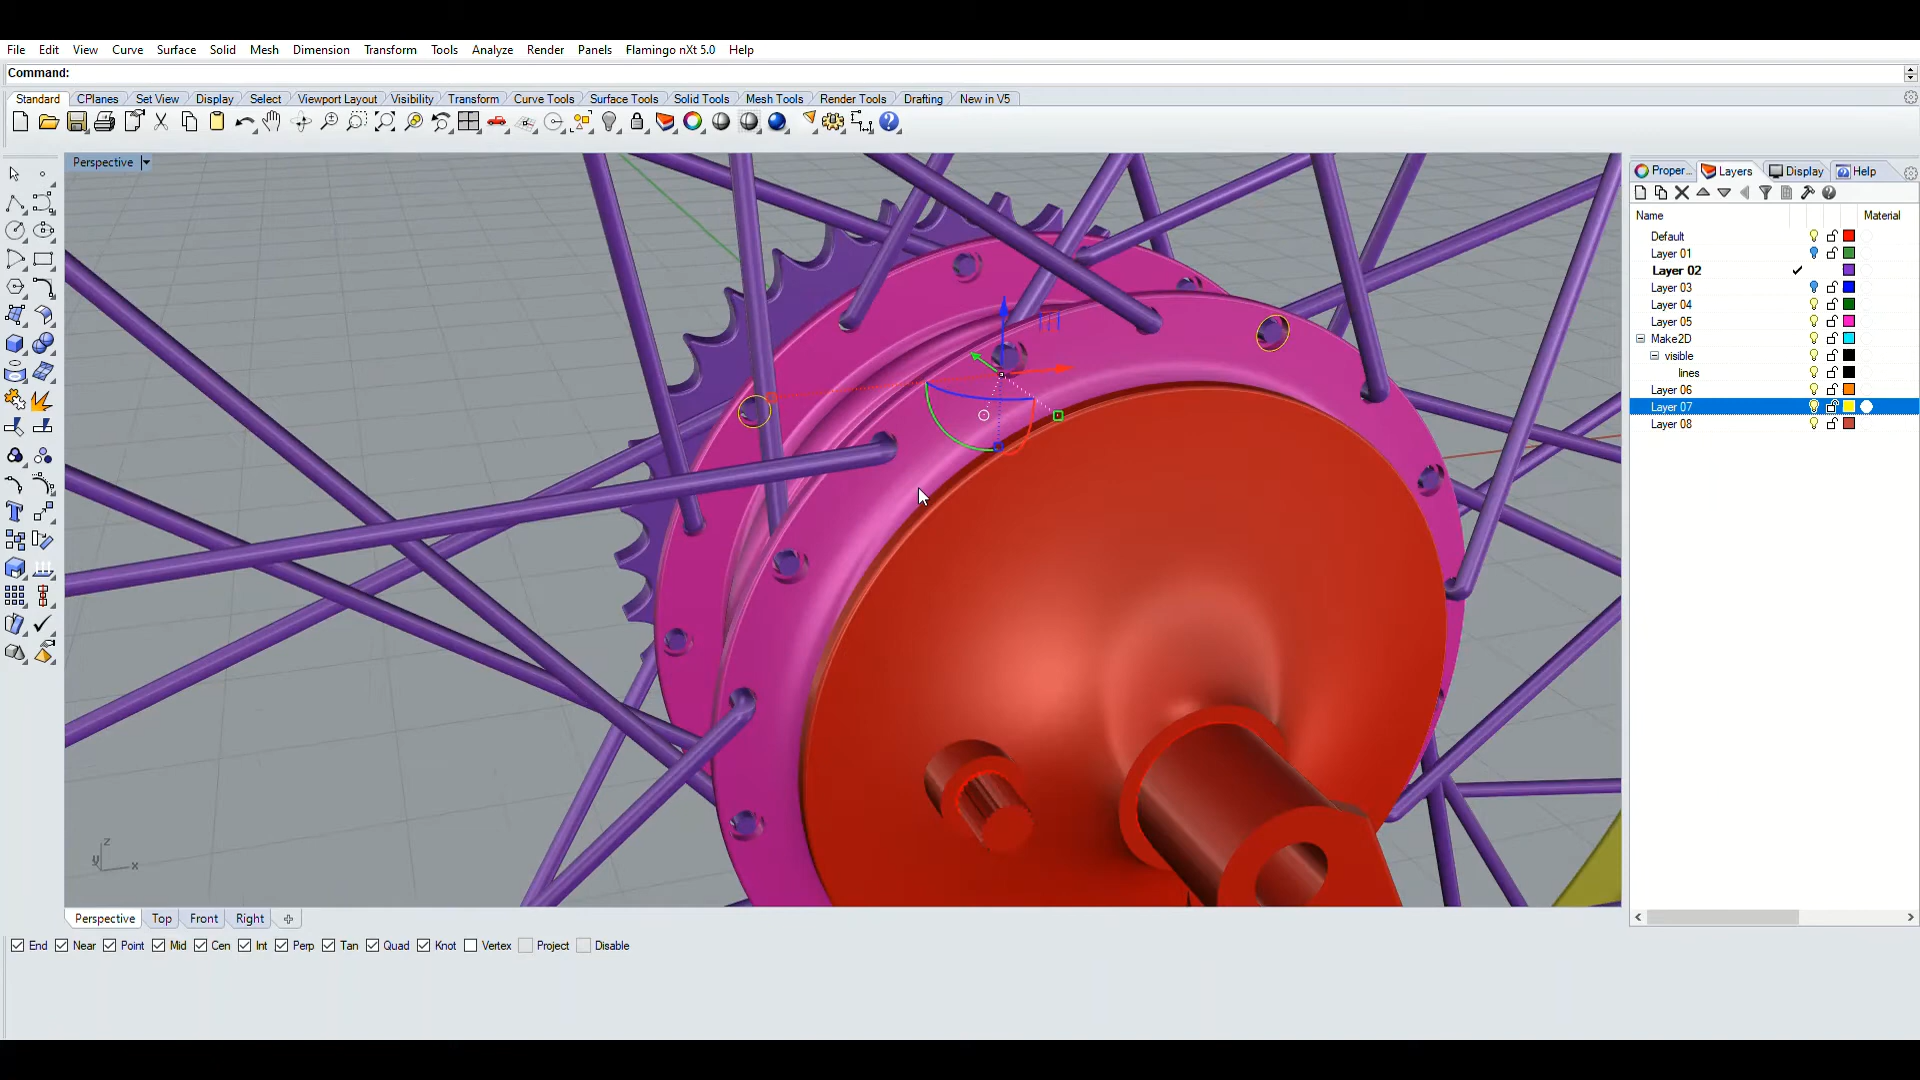 File Edit View Curve Surface Solid Mesh Dimension Transform Tools Analyze Render Panels Flamingo nXt 5.0 Help
Command:
Standard CPlanes Set View Display Select Viewport Layout Visibility Transform Curve Tools Surface Tools Solid Tools Mesh Tools Render Tools Drafting New in V5
Perspective
Proper... Layers Display Help
Name Material
Default
Layer 01
Layer 02
Layer 03
Layer 04
Layer 05
Make2D
visible
lines
Layer 06
Layer 07
Layer 08
z
y x
Perspective Top Front Right
End Near Point Mid Cen Int Perp Tan Quad Knot Vertex Project Disable